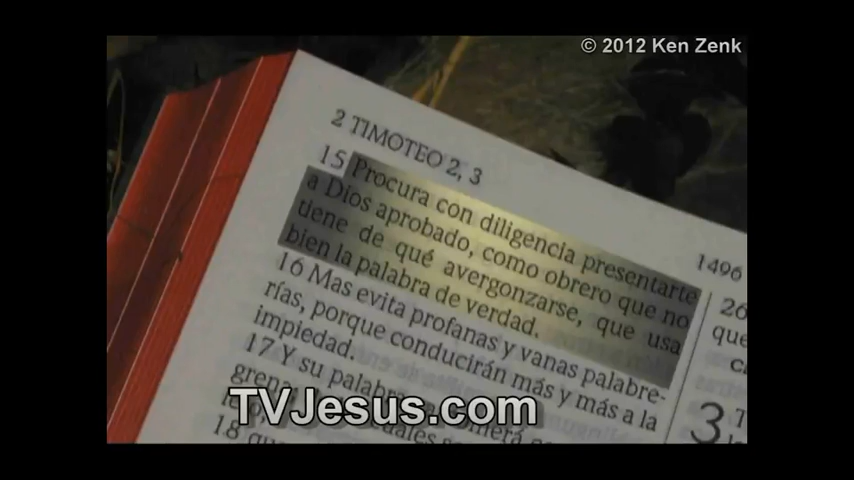 © 2012 Ken Zenk
2 TIMOTEO 2, 3
1496
15 Procura con diligencia presentarte
a Dios aprobado, como obrero que no
tiene de qué avergonzarse, que usa
bien la palabra de verdad.
16 Mas evita profanas y vanas palabre-
rías, porque conducirán más y más a la
impiedad.
17 Y su palabra
18 que
26
que
3
TVJesus.com